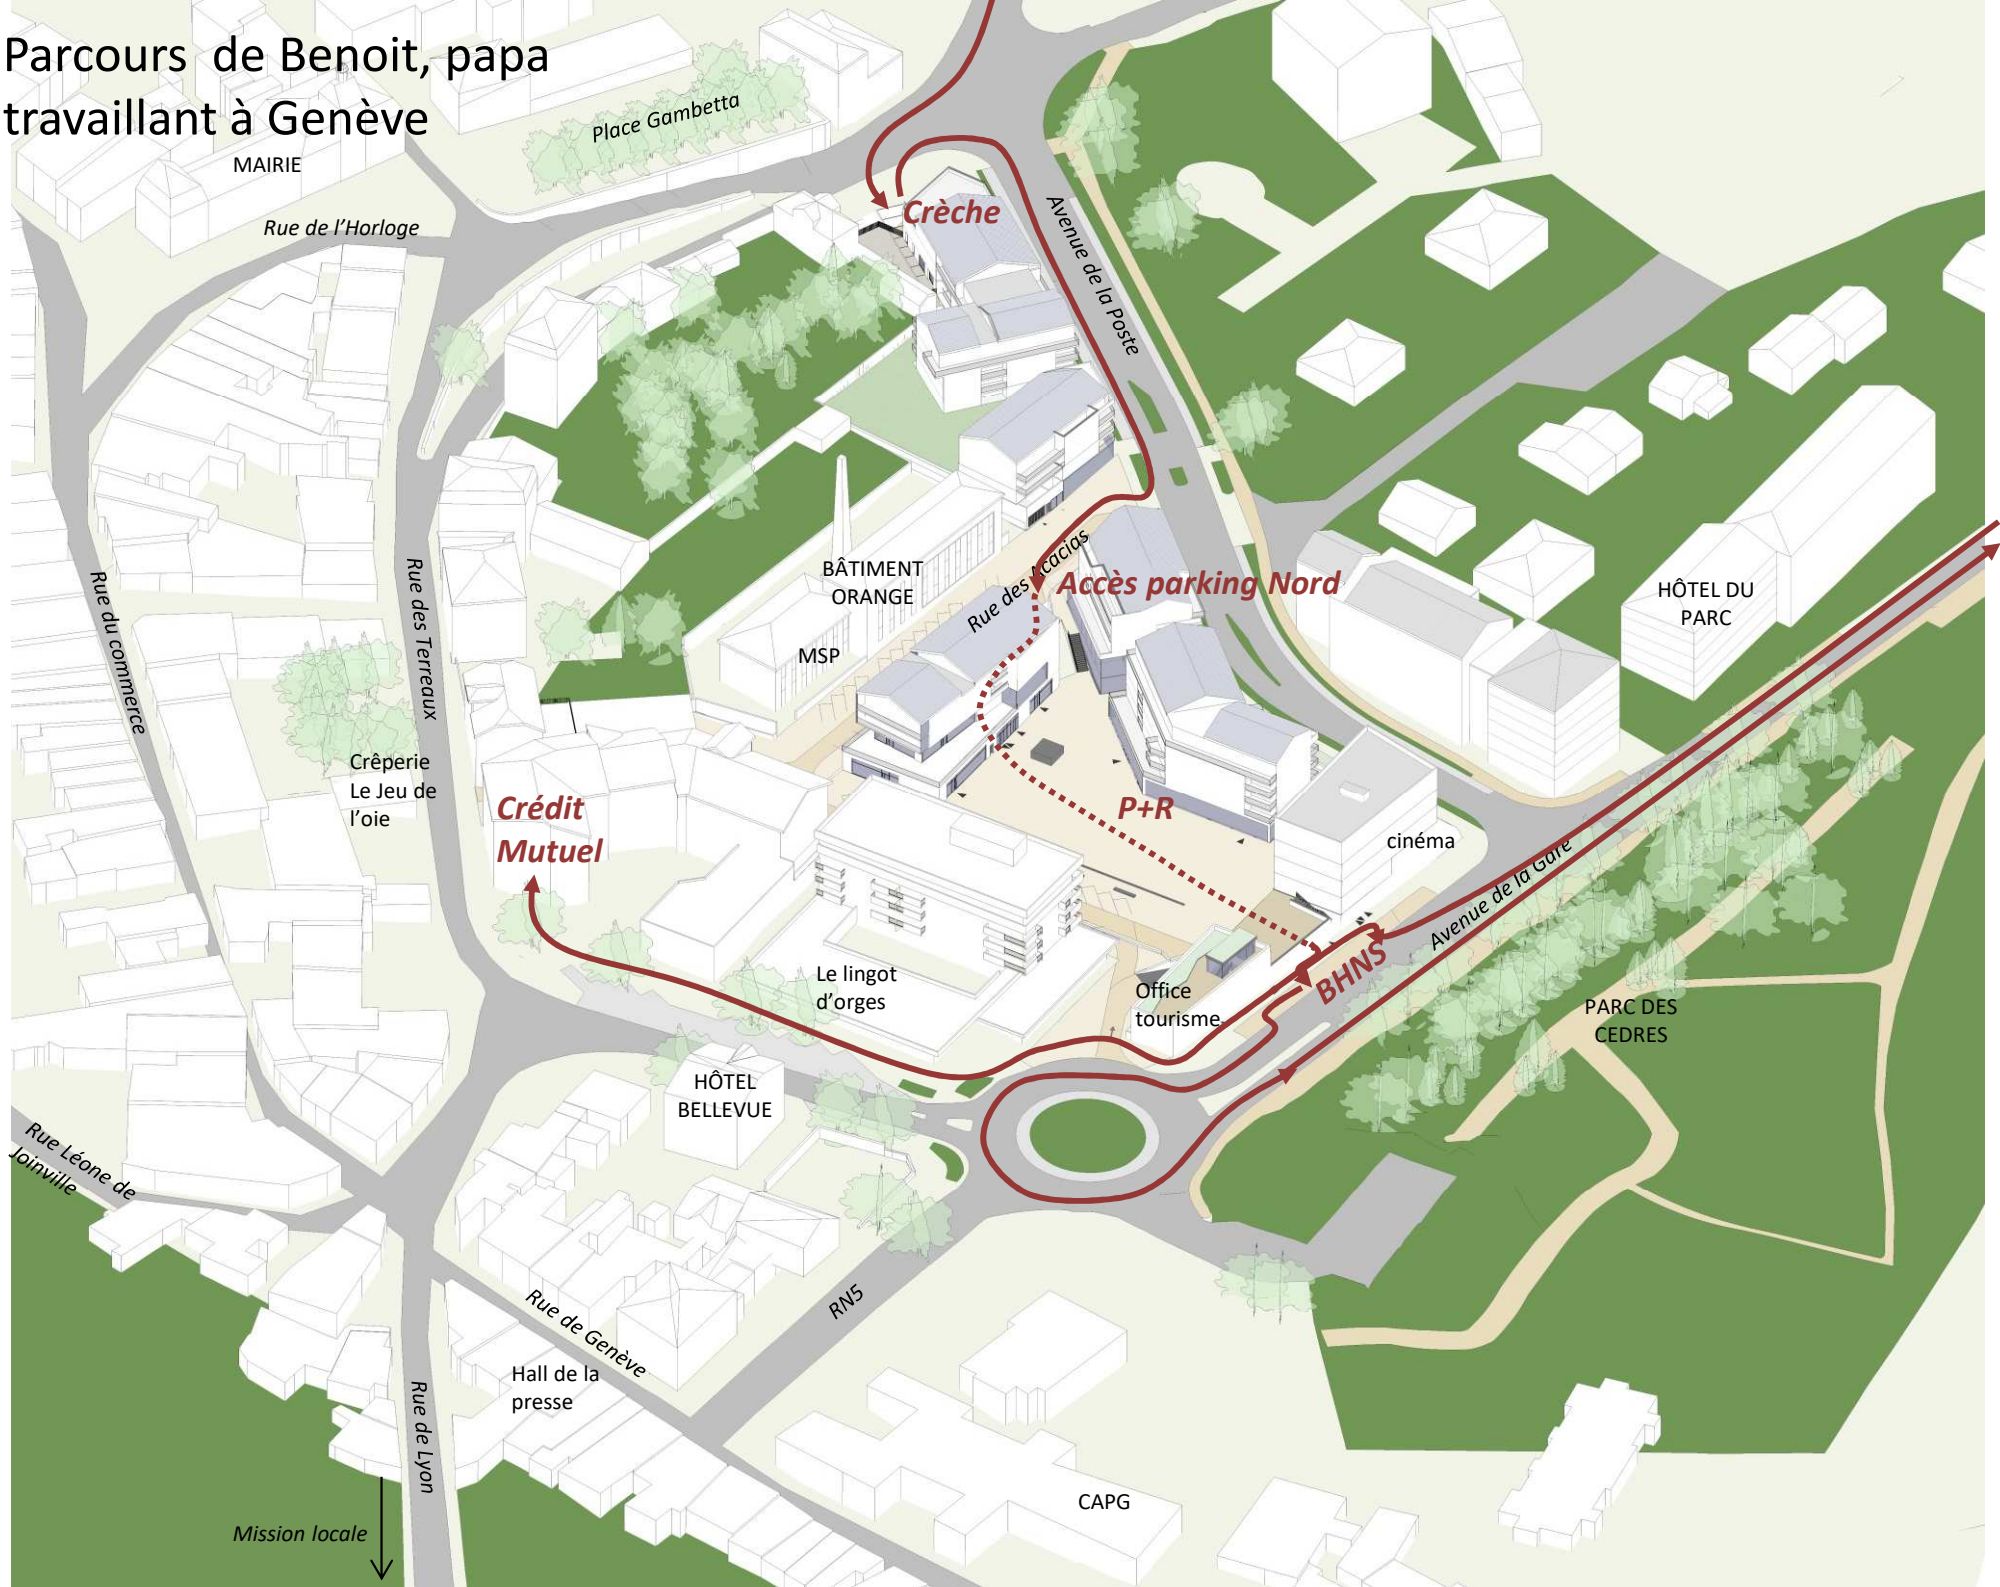 Parcours de Benoit, papa
travaillant à Genève
Place Gambetta
MAIRIE
Rue de l'Horloge
Crèche
Avenue de la Poste
Rue des Acacias
BÂTIMENT
ORANGE
Accès parking Nord
HÔTEL DU
PARC
MSP
Rue du commerce
Rue des Terreaux
Crêperie
Le Jeu de
l'oie
Crédit
Mutuel
P+R
cinéma
Avenue de la Gare
BHNS
Le lingot
d'orges
Office
tourisme
PARC DES
CEDRES
HÔTEL
BELLEVUE
Rue Léone de
Joinville
RN5
Rue de Genève
Hall de la
presse
Rue de Lyon
CAPG
Mission locale